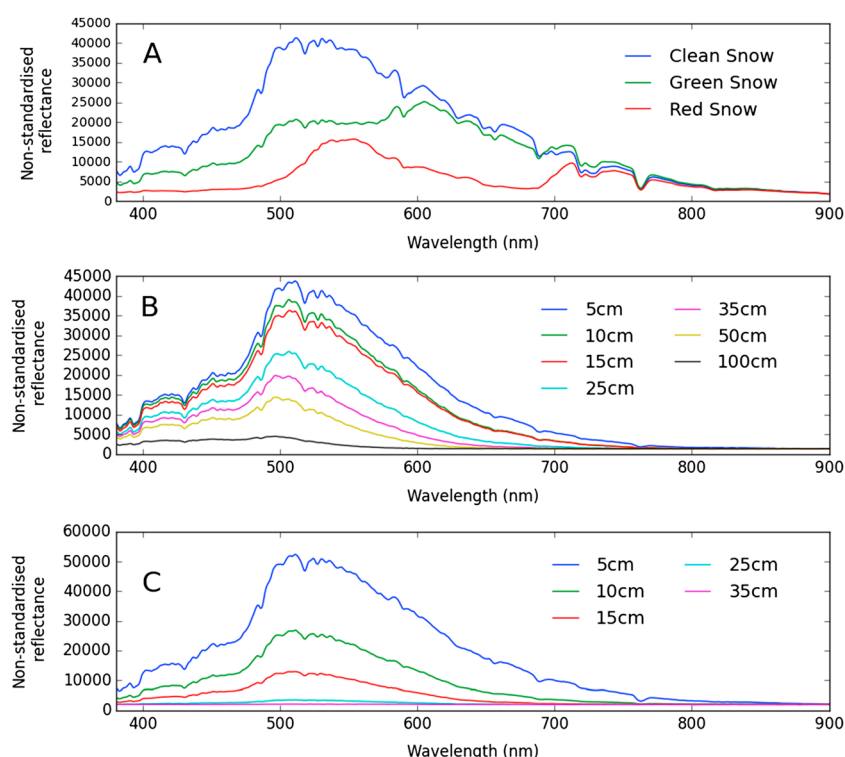 A
Non-standardised
reflectance
45000
40000
35000
30000
25000
20000
15000
10000
5000
0
Clean Snow
Green Snow
Red Snow
400 500 600 700 800 900
Wavelength (nm)
B
Non-standardised
reflectance
45000
40000
35000
30000
25000
20000
15000
10000
5000
0
5cm 35cm
10cm 50cm
15cm 100cm
25cm
400 500 600 700 800 900
Wavelength (nm)
C
Non-standardised
reflectance
60000
50000
40000
30000
20000
10000
0
5cm 25cm
10cm 35cm
15cm
400 500 600 700 800 900
Wavelength (nm)